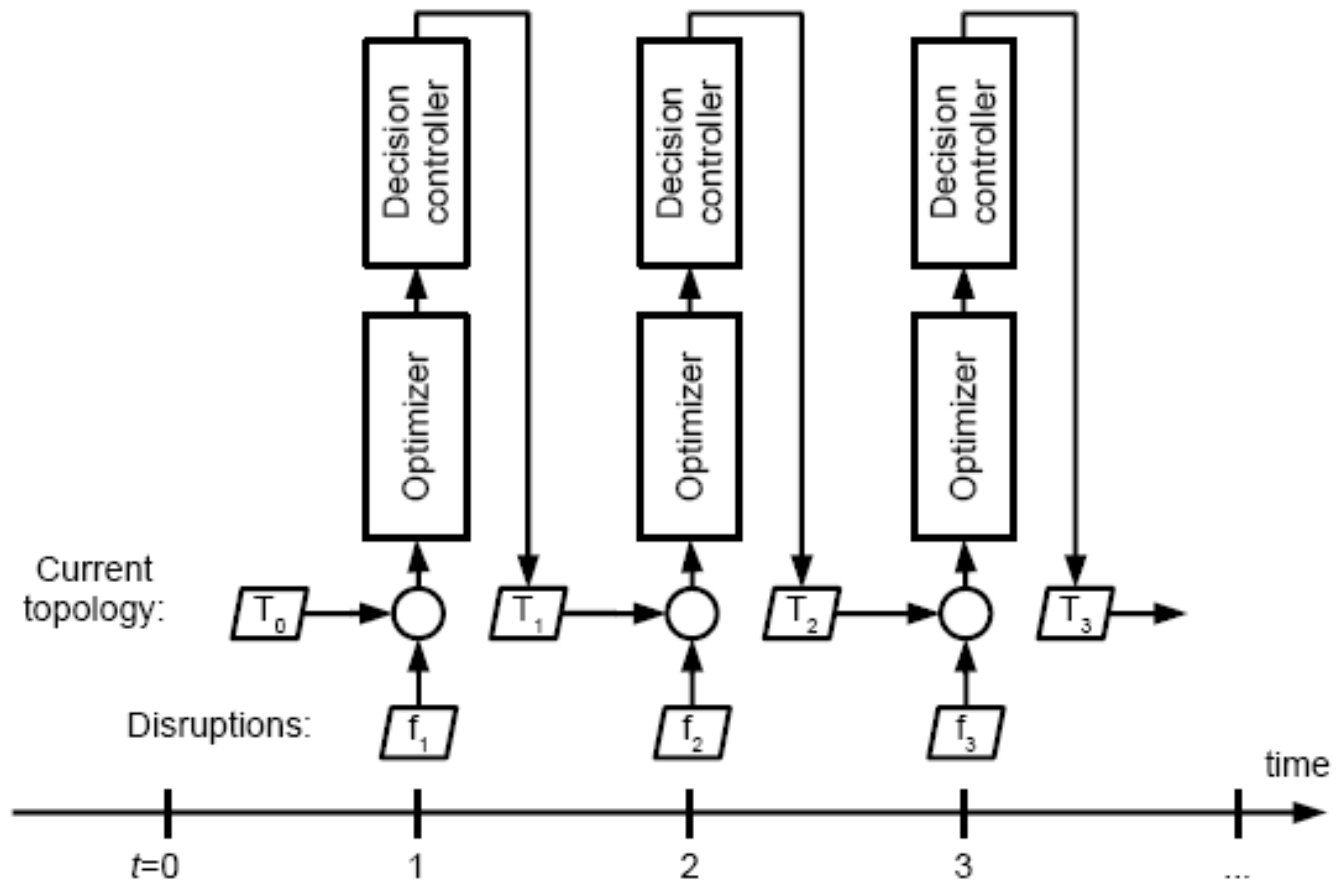 Decision
controller
Decision
controller
Decision
controller
Optimizer
Optimizer
Optimizer
Current
topology:
T₀
T₁
T₂
T₃
Disruptions:
f₁
f₂
f₃
time
t=0
1
2
3
...